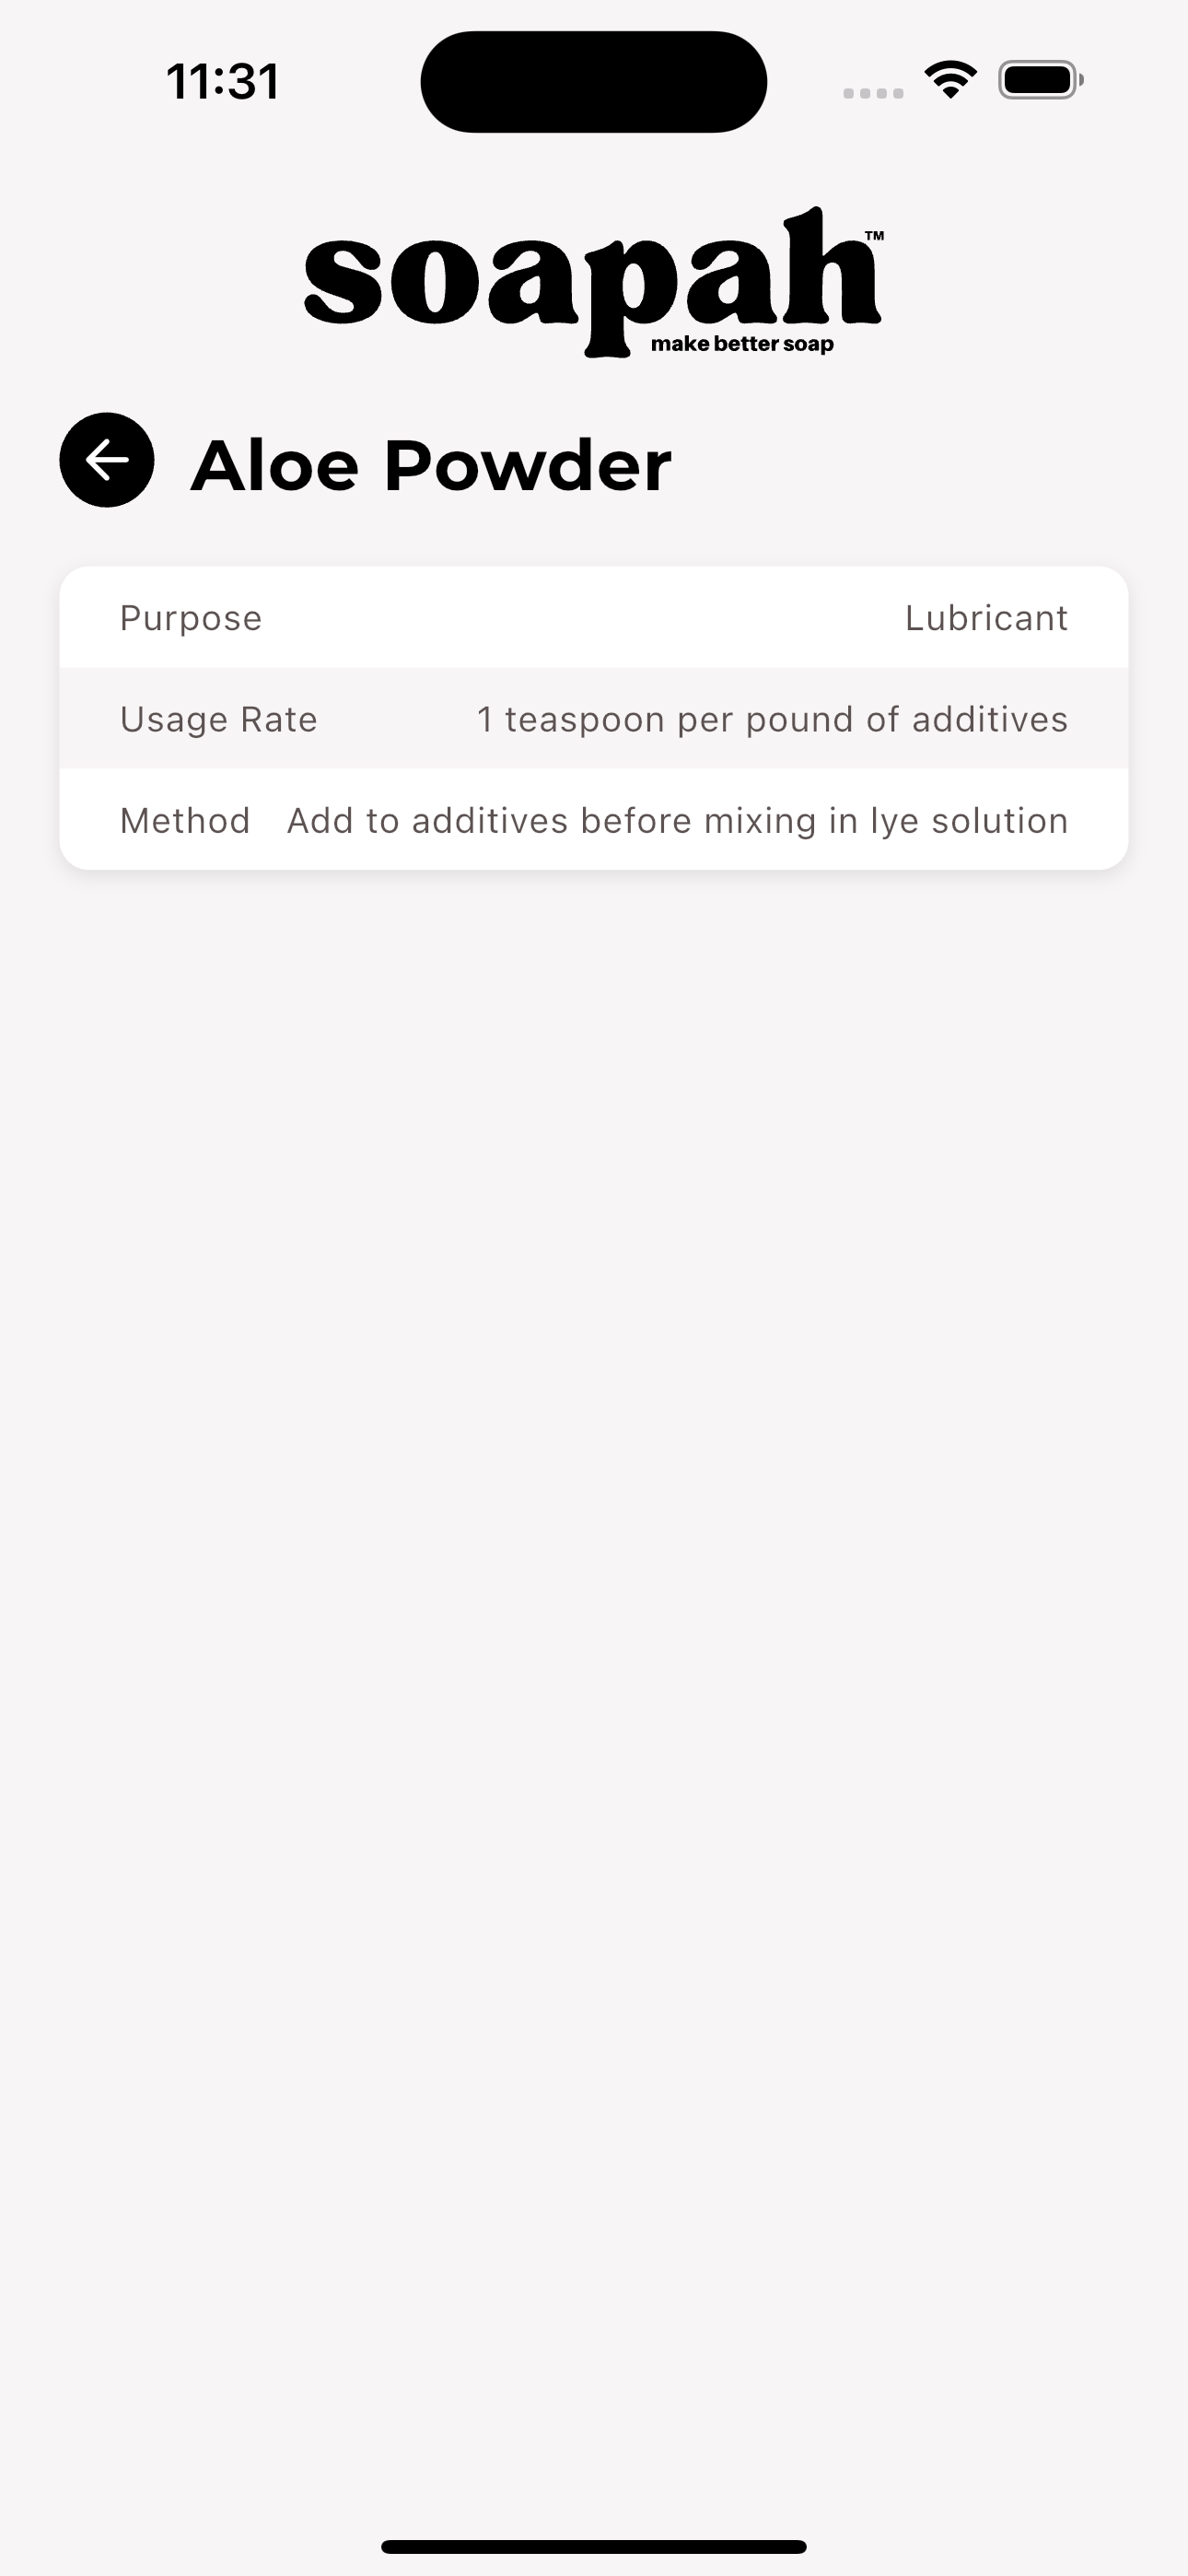 11:31
soapah™
make better soap
Aloe Powder
Purpose Lubricant
Usage Rate 1 teaspoon per pound of additives
Method Add to additives before mixing in lye solution